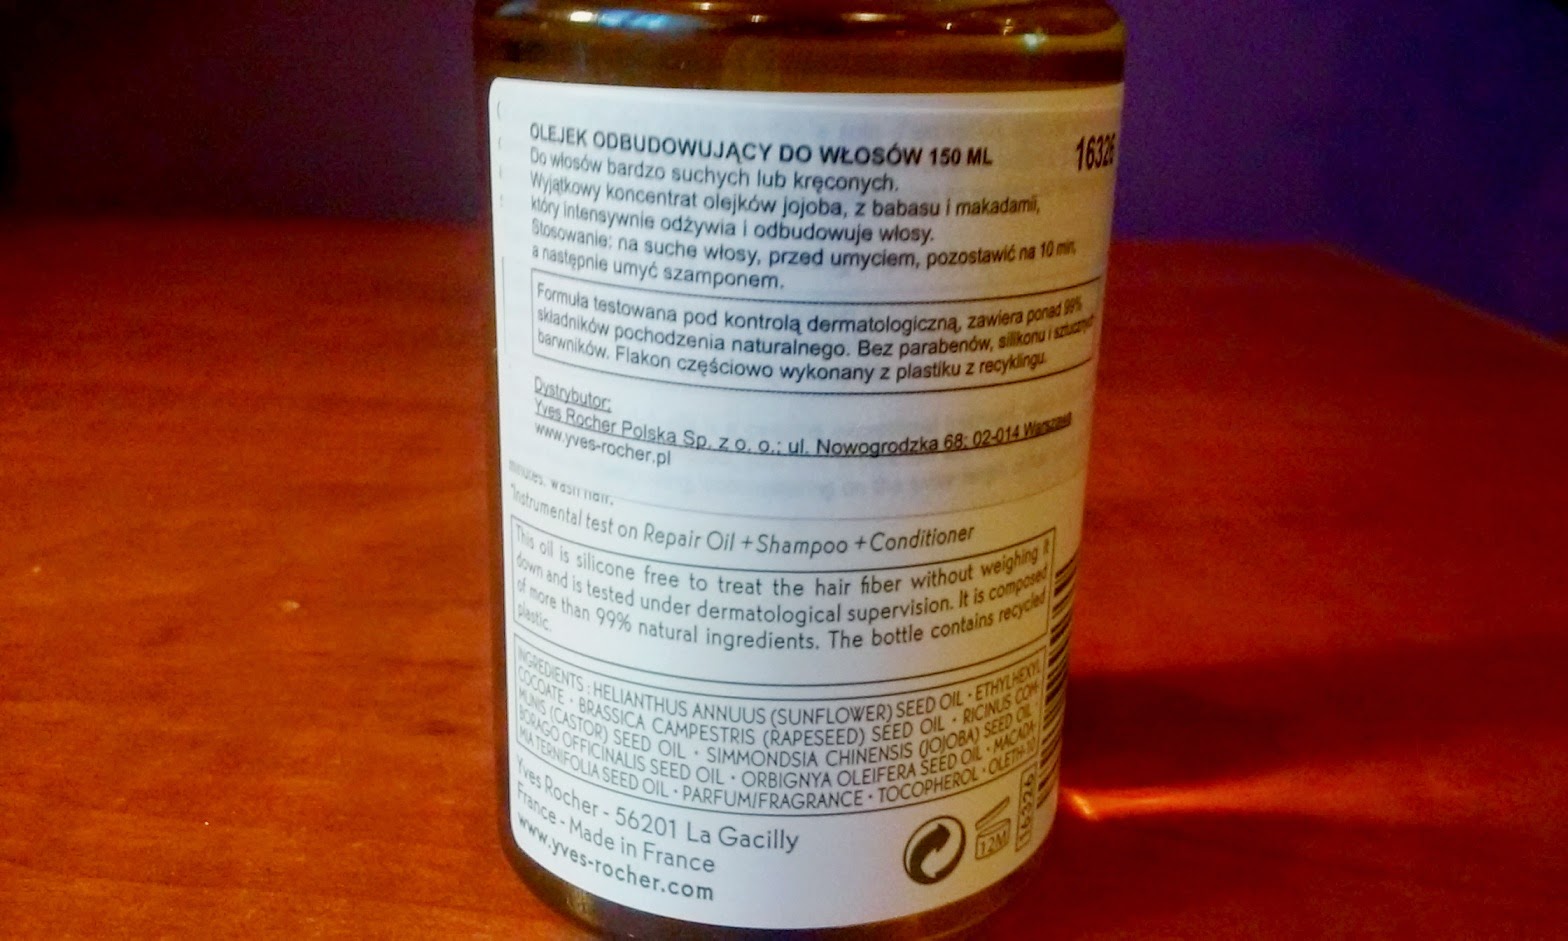 OLEJEK ODBUDOWUJĄCY DO WŁOSÓW 150 ML
16326
Do włosów bardzo suchych lub kręconych.
Wyjątkowy koncentrat olejków jojoba, z babasu i makadamii,
który intensywnie odżywia i odbudowuje włosy.
Stosowanie: na suche włosy, przed umyciem, pozostawić na 10 min,
a następnie umyć szamponem.
Formuła testowana pod kontrolą dermatologiczną, zawiera ponad 99%
składników pochodzenia naturalnego. Bez parabenów, silikonu i sztucznych
barwników. Flakon częściowo wykonany z plastiku z recyklingu.
Dystrybutor:
Yves Rocher Polska Sp. z o. o.; ul. Nowogrodzka 68; 02-014 Warszawa
www.yves-rocher.pl
minutes. wash hair.
*Instrumental test on Repair Oil + Shampoo + Conditioner
This oil is silicone free to treat the hair fiber without weighing it
down and is tested under dermatological supervision. It is composed
of more than 99% natural ingredients. The bottle contains recycled
plastic.
INGREDIENTS : HELIANTHUS ANNUUS (SUNFLOWER) SEED OIL • ETHYLHEXYL
COCOATE • BRASSICA CAMPESTRIS (RAPESEED) SEED OIL • RICINUS COM-
MUNIS (CASTOR) SEED OIL • SIMMONDSIA CHINENSIS (JOJOBA) SEED OIL •
BORAGO OFFICINALIS SEED OIL • ORBIGNYA OLEIFERA SEED OIL • MACADA-
MIA TERNIFOLIA SEED OIL • PARFUM/FRAGRANCE • TOCOPHEROL • OLETH-10
Yves Rocher - 56201 La Gacilly
France - Made in France
www.yves-rocher.com
12M
16326